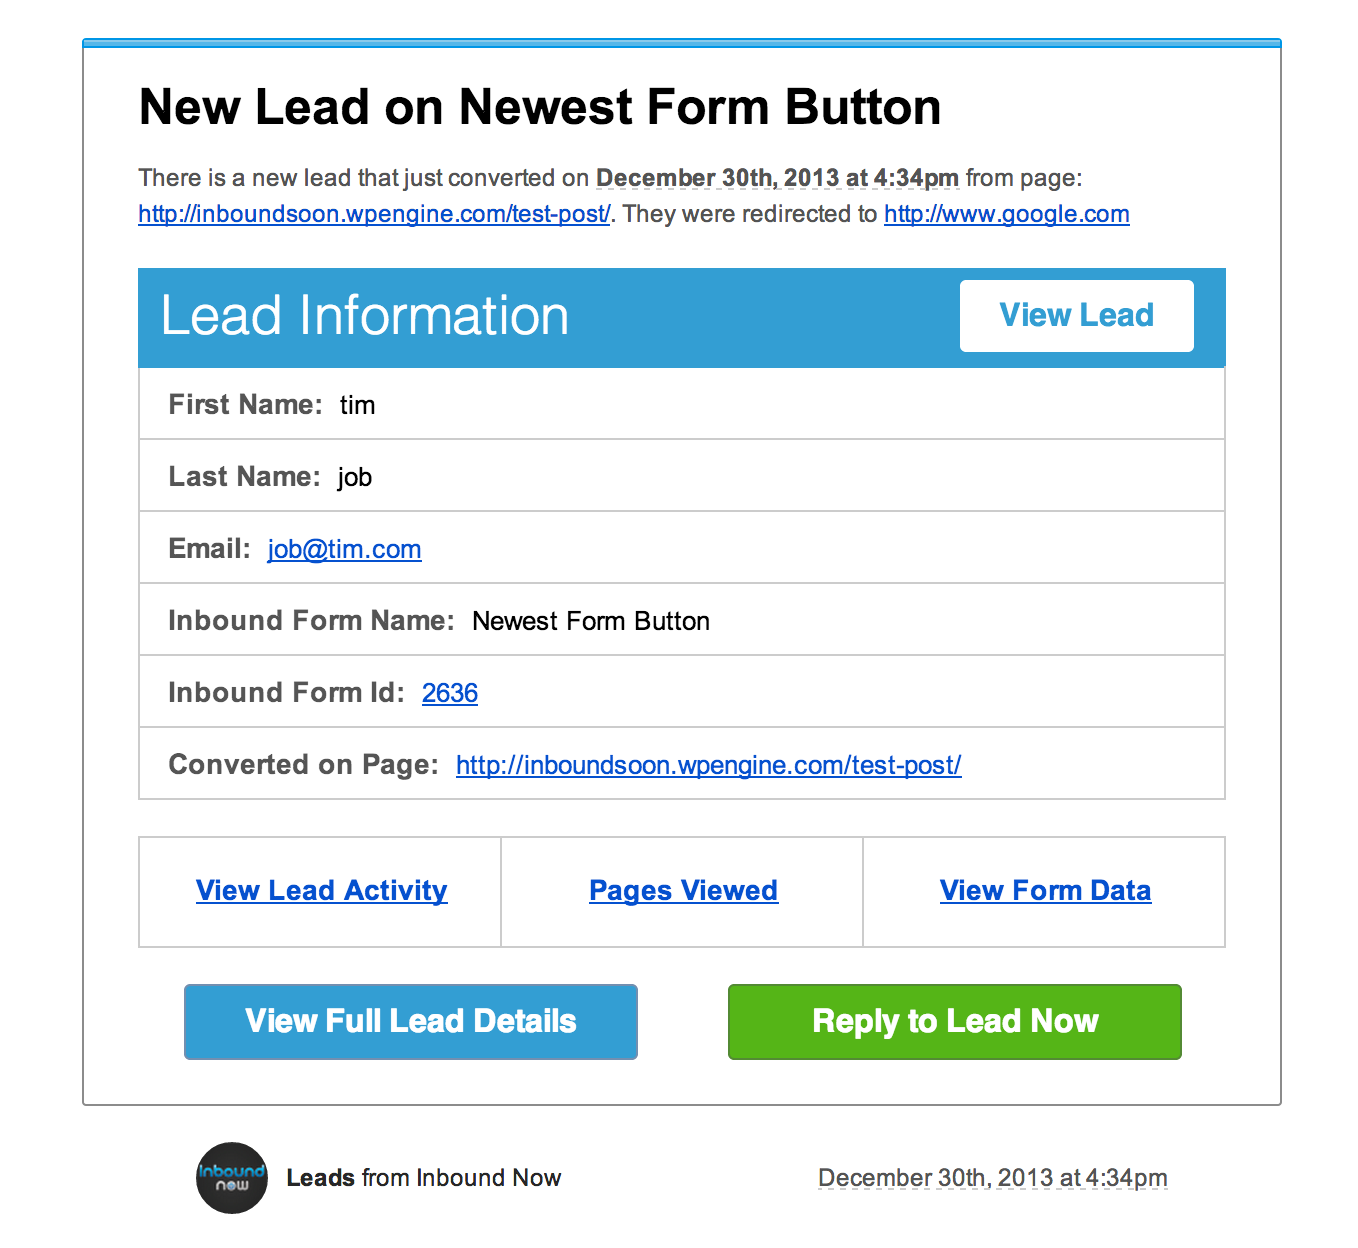 New Lead on Newest Form Button
There is a new lead that just converted on December 30th, 2013 at 4:34pm from page:
http://inboundsoon.wpengine.com/test-post/. They were redirected to http://www.google.com
Lead Information
View Lead
First Name: tim
Last Name: job
Email: job@tim.com
Inbound Form Name: Newest Form Button
Inbound Form Id: 2636
Converted on Page: http://inboundsoon.wpengine.com/test-post/
View Lead Activity
Pages Viewed
View Form Data
View Full Lead Details
Reply to Lead Now
inbound
now
Leads from Inbound Now
December 30th, 2013 at 4:34pm